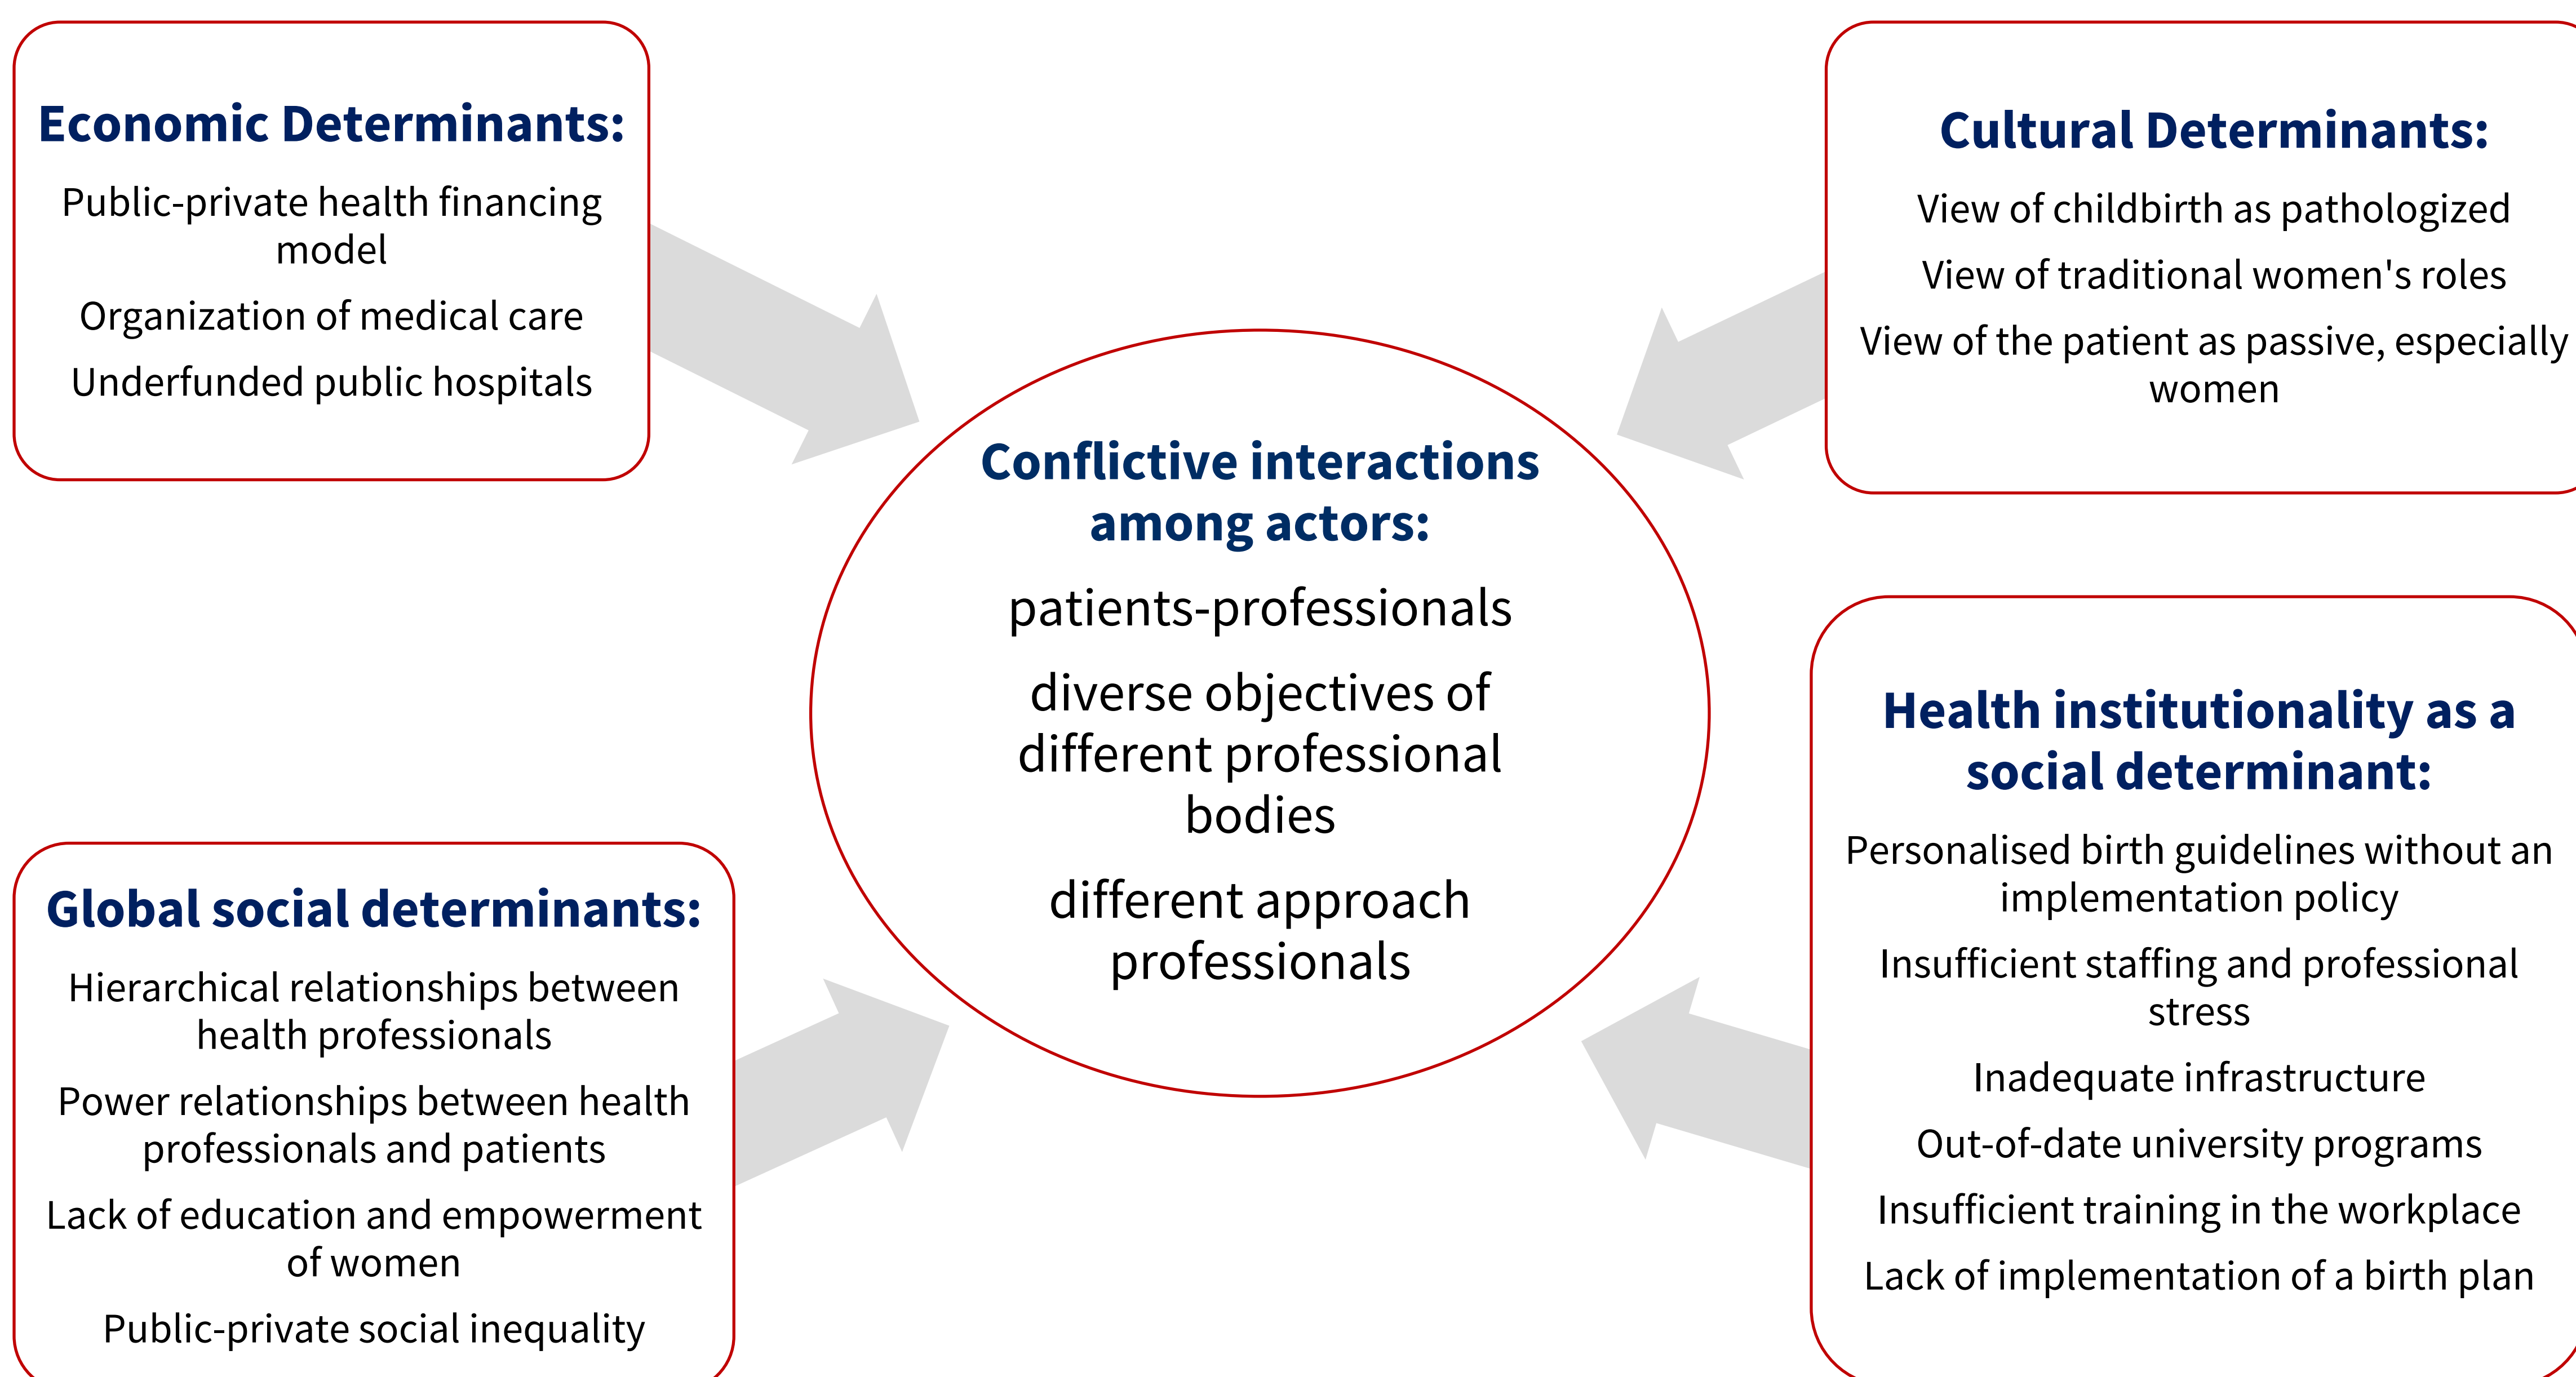 Economic Determinants:
Public-private health financing
model
Organization of medical care
Underfunded public hospitals
Cultural Determinants:
View of childbirth as pathologized
View of traditional women's roles
View of the patient as passive, especially
women
Conflictive interactions
among actors:
patients-professionals
diverse objectives of
different professional
bodies
different approach
professionals
Global social determinants:
Hierarchical relationships between
health professionals
Power relationships between health
professionals and patients
Lack of education and empowerment
of women
Public-private social inequality
Health institutionality as a
social determinant:
Personalised birth guidelines without an
implementation policy
Insufficient staffing and professional
stress
Inadequate infrastructure
Out-of-date university programs
Insufficient training in the workplace
Lack of implementation of a birth plan